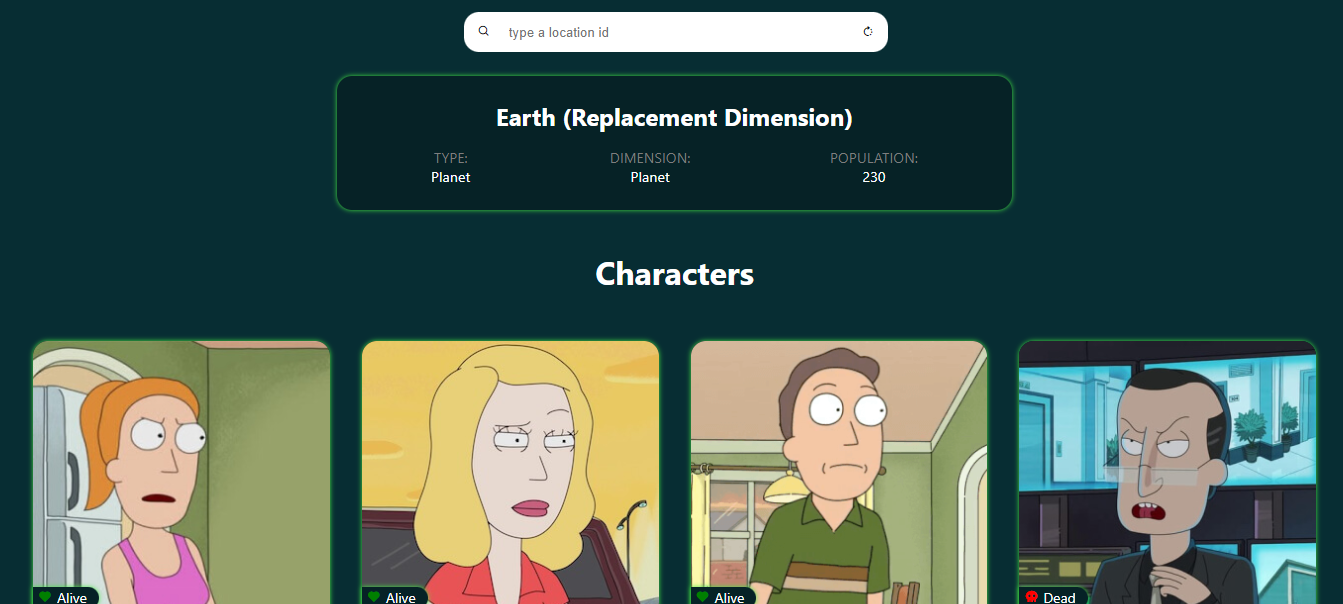 type a location id
Earth (Replacement Dimension)
TYPE: DIMENSION: POPULATION:
Planet Planet 230
Characters
Alive Alive Alive Dead